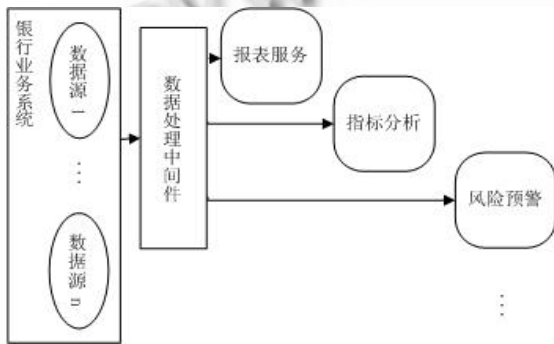 银行业务系统
数据源1
⋮
数据源n
数据处理中间件
报表服务
指标分析
风险预警
⋮